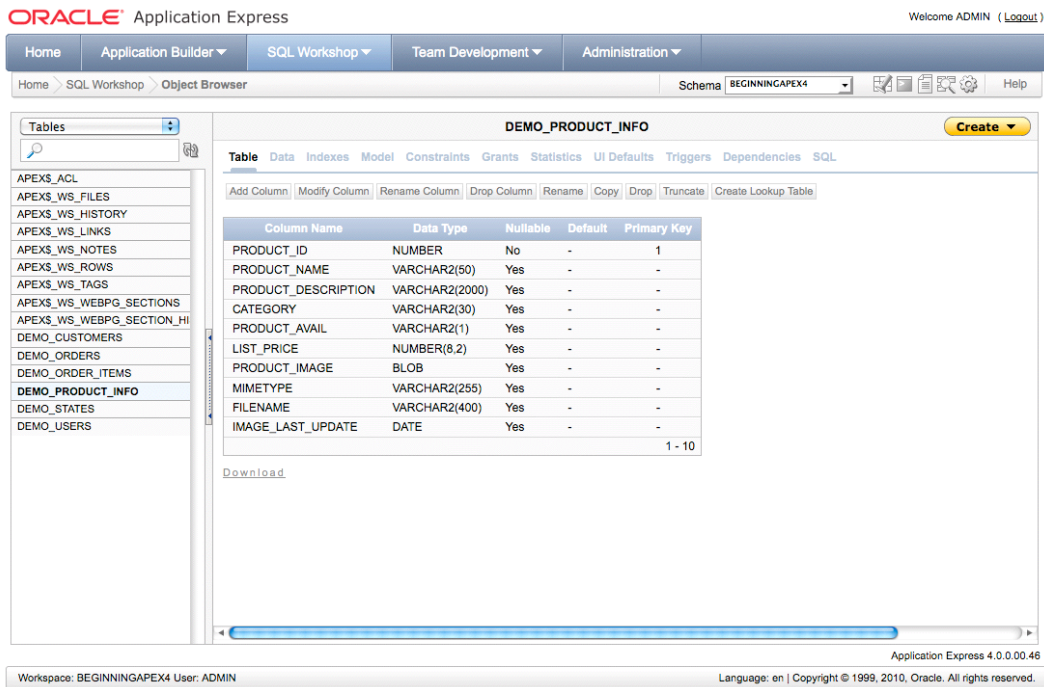 ORACLE® Application Express
Welcome ADMIN ( Logout )
Home Application Builder SQL Workshop Team Development Administration
Home SQL Workshop Object Browser
Schema BEGINNINGAPEX4 Help
Tables
APEX$_ACL
APEX$_WS_FILES
APEX$_WS_HISTORY
APEX$_WS_LINKS
APEX$_WS_NOTES
APEX$_WS_ROWS
APEX$_WS_TAGS
APEX$_WS_WEBPG_SECTIONS
APEX$_WS_WEBPG_SECTION_HI
DEMO_CUSTOMERS
DEMO_ORDERS
DEMO_ORDER_ITEMS
DEMO_PRODUCT_INFO
DEMO_STATES
DEMO_USERS
DEMO_PRODUCT_INFO
Create
Table Data Indexes Model Constraints Grants Statistics UI Defaults Triggers Dependencies SQL
Add Column Modify Column Rename Column Drop Column Rename Copy Drop Truncate Create Lookup Table
Column Name Data Type Nullable Default Primary Key
PRODUCT_ID NUMBER No - 1
PRODUCT_NAME VARCHAR2(50) Yes - -
PRODUCT_DESCRIPTION VARCHAR2(2000) Yes - -
CATEGORY VARCHAR2(30) Yes - -
PRODUCT_AVAIL VARCHAR2(1) Yes - -
LIST_PRICE NUMBER(8,2) Yes - -
PRODUCT_IMAGE BLOB Yes - -
MIMETYPE VARCHAR2(255) Yes - -
FILENAME VARCHAR2(400) Yes - -
IMAGE_LAST_UPDATE DATE Yes - -
1 - 10
Download
Application Express 4.0.0.00.46
Workspace: BEGINNINGAPEX4 User: ADMIN
Language: en | Copyright © 1999, 2010, Oracle. All rights reserved.